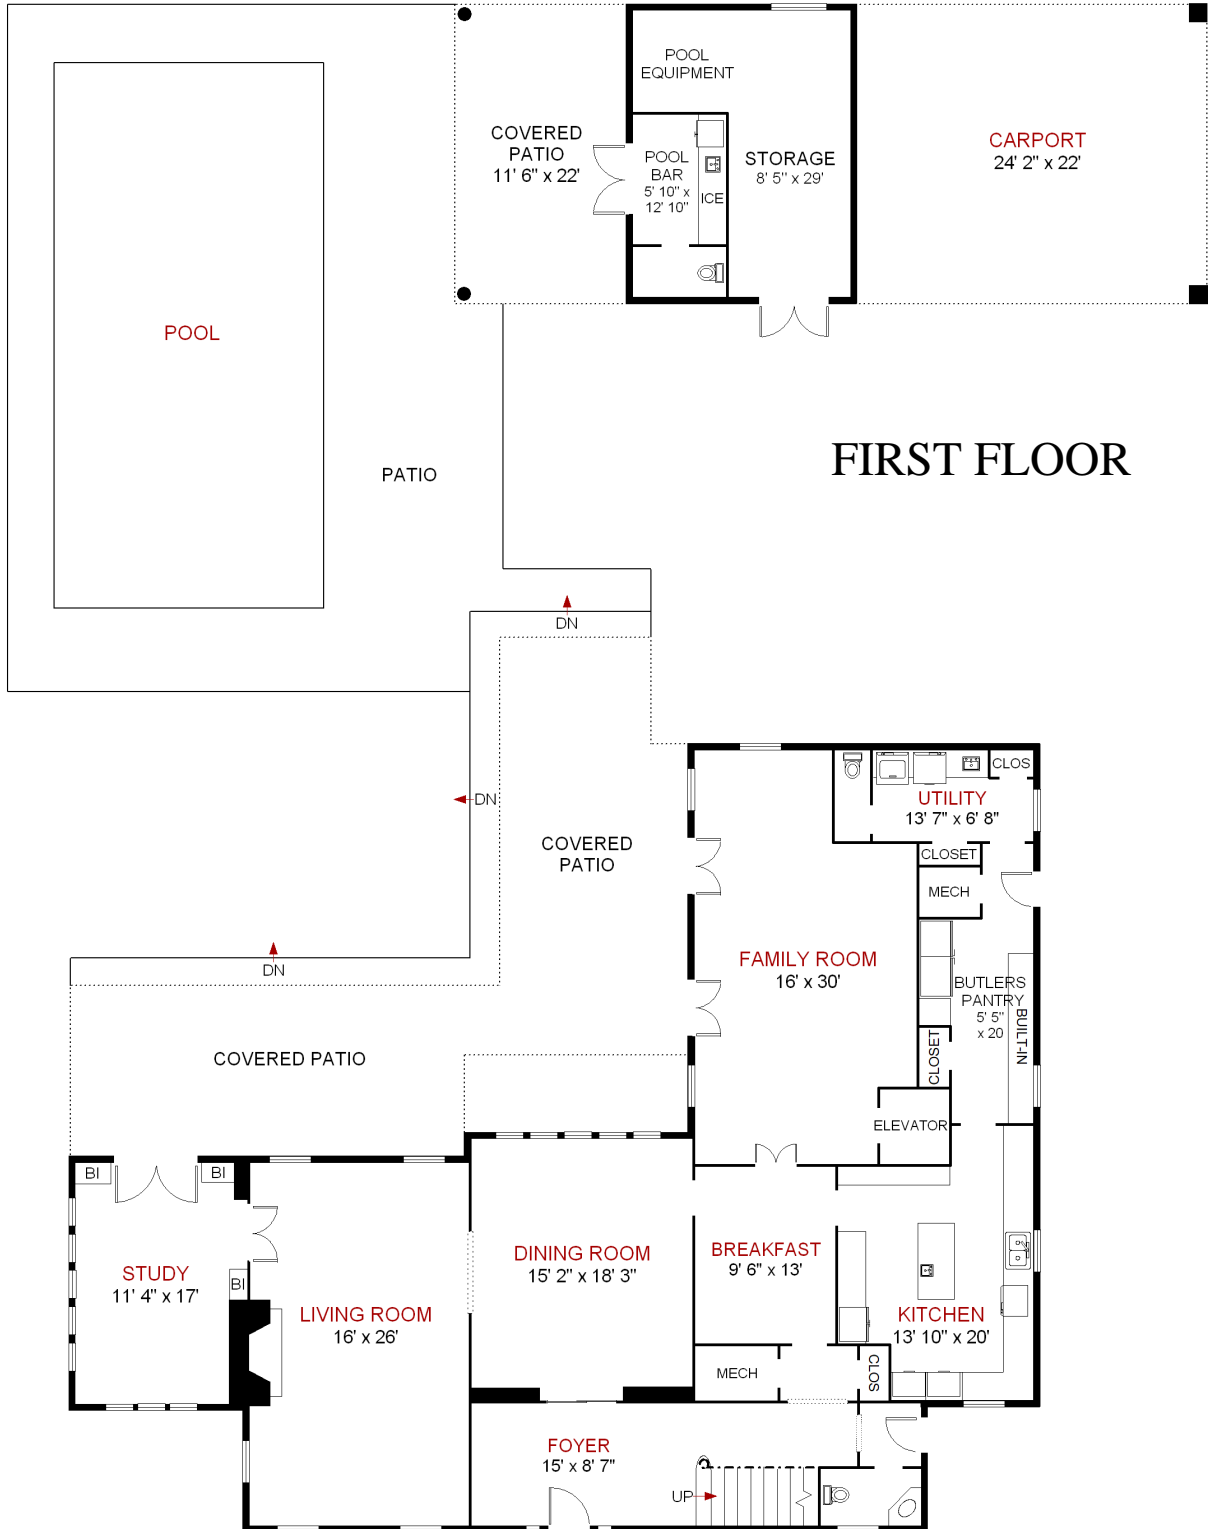 POOL
EQUIPMENT
COVERED
PATIO
11' 6" x 22'
POOL
BAR
5' 10" x
12' 10"
ICE
STORAGE
8' 5" x 29'
CARPORT
24' 2" x 22'
POOL
PATIO
FIRST FLOOR
DN
DN
DN
COVERED
PATIO
COVERED PATIO
CLOS
UTILITY
13' 7" x 6' 8"
CLOSET
MECH
FAMILY ROOM
16' x 30'
BUTLERS
PANTRY
5' 5"
x 20
BUILT-IN
CLOSET
ELEVATOR
BI
BI
BI
STUDY
11' 4" x 17'
LIVING ROOM
16' x 26'
DINING ROOM
15' 2" x 18' 3"
BREAKFAST
9' 6" x 13'
KITCHEN
13' 10" x 20'
MECH
CLOS
FOYER
15' x 8' 7"
UP